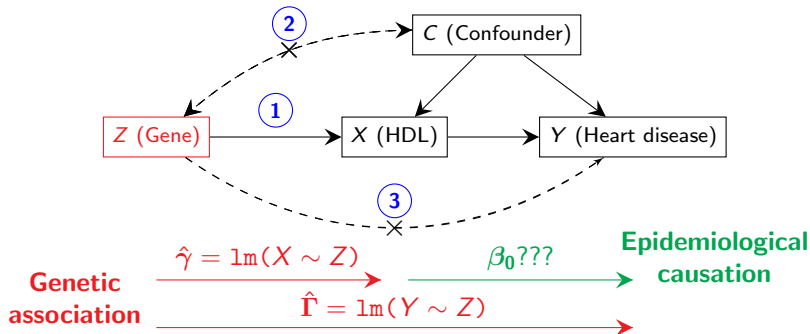 C (Confounder)
2
1
Z (Gene)
X (HDL)
Y (Heart disease)
3
Genetic
association
γ̂ = lm(X ∼ Z)
β₀???
Γ̂ = lm(Y ∼ Z)
Epidemiological
causation